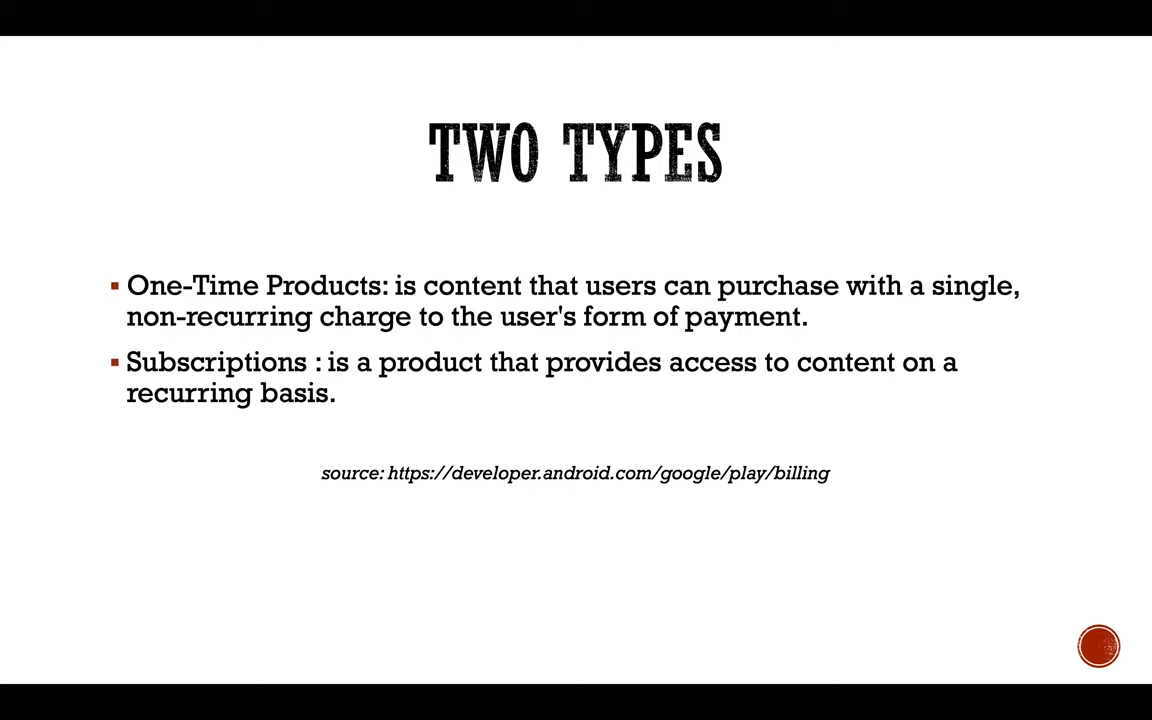 TWO TYPES
▪ One-Time Products: is content that users can purchase with a single,
non-recurring charge to the user's form of payment.
▪ Subscriptions : is a product that provides access to content on a
recurring basis.
source: https://developer.android.com/google/play/billing